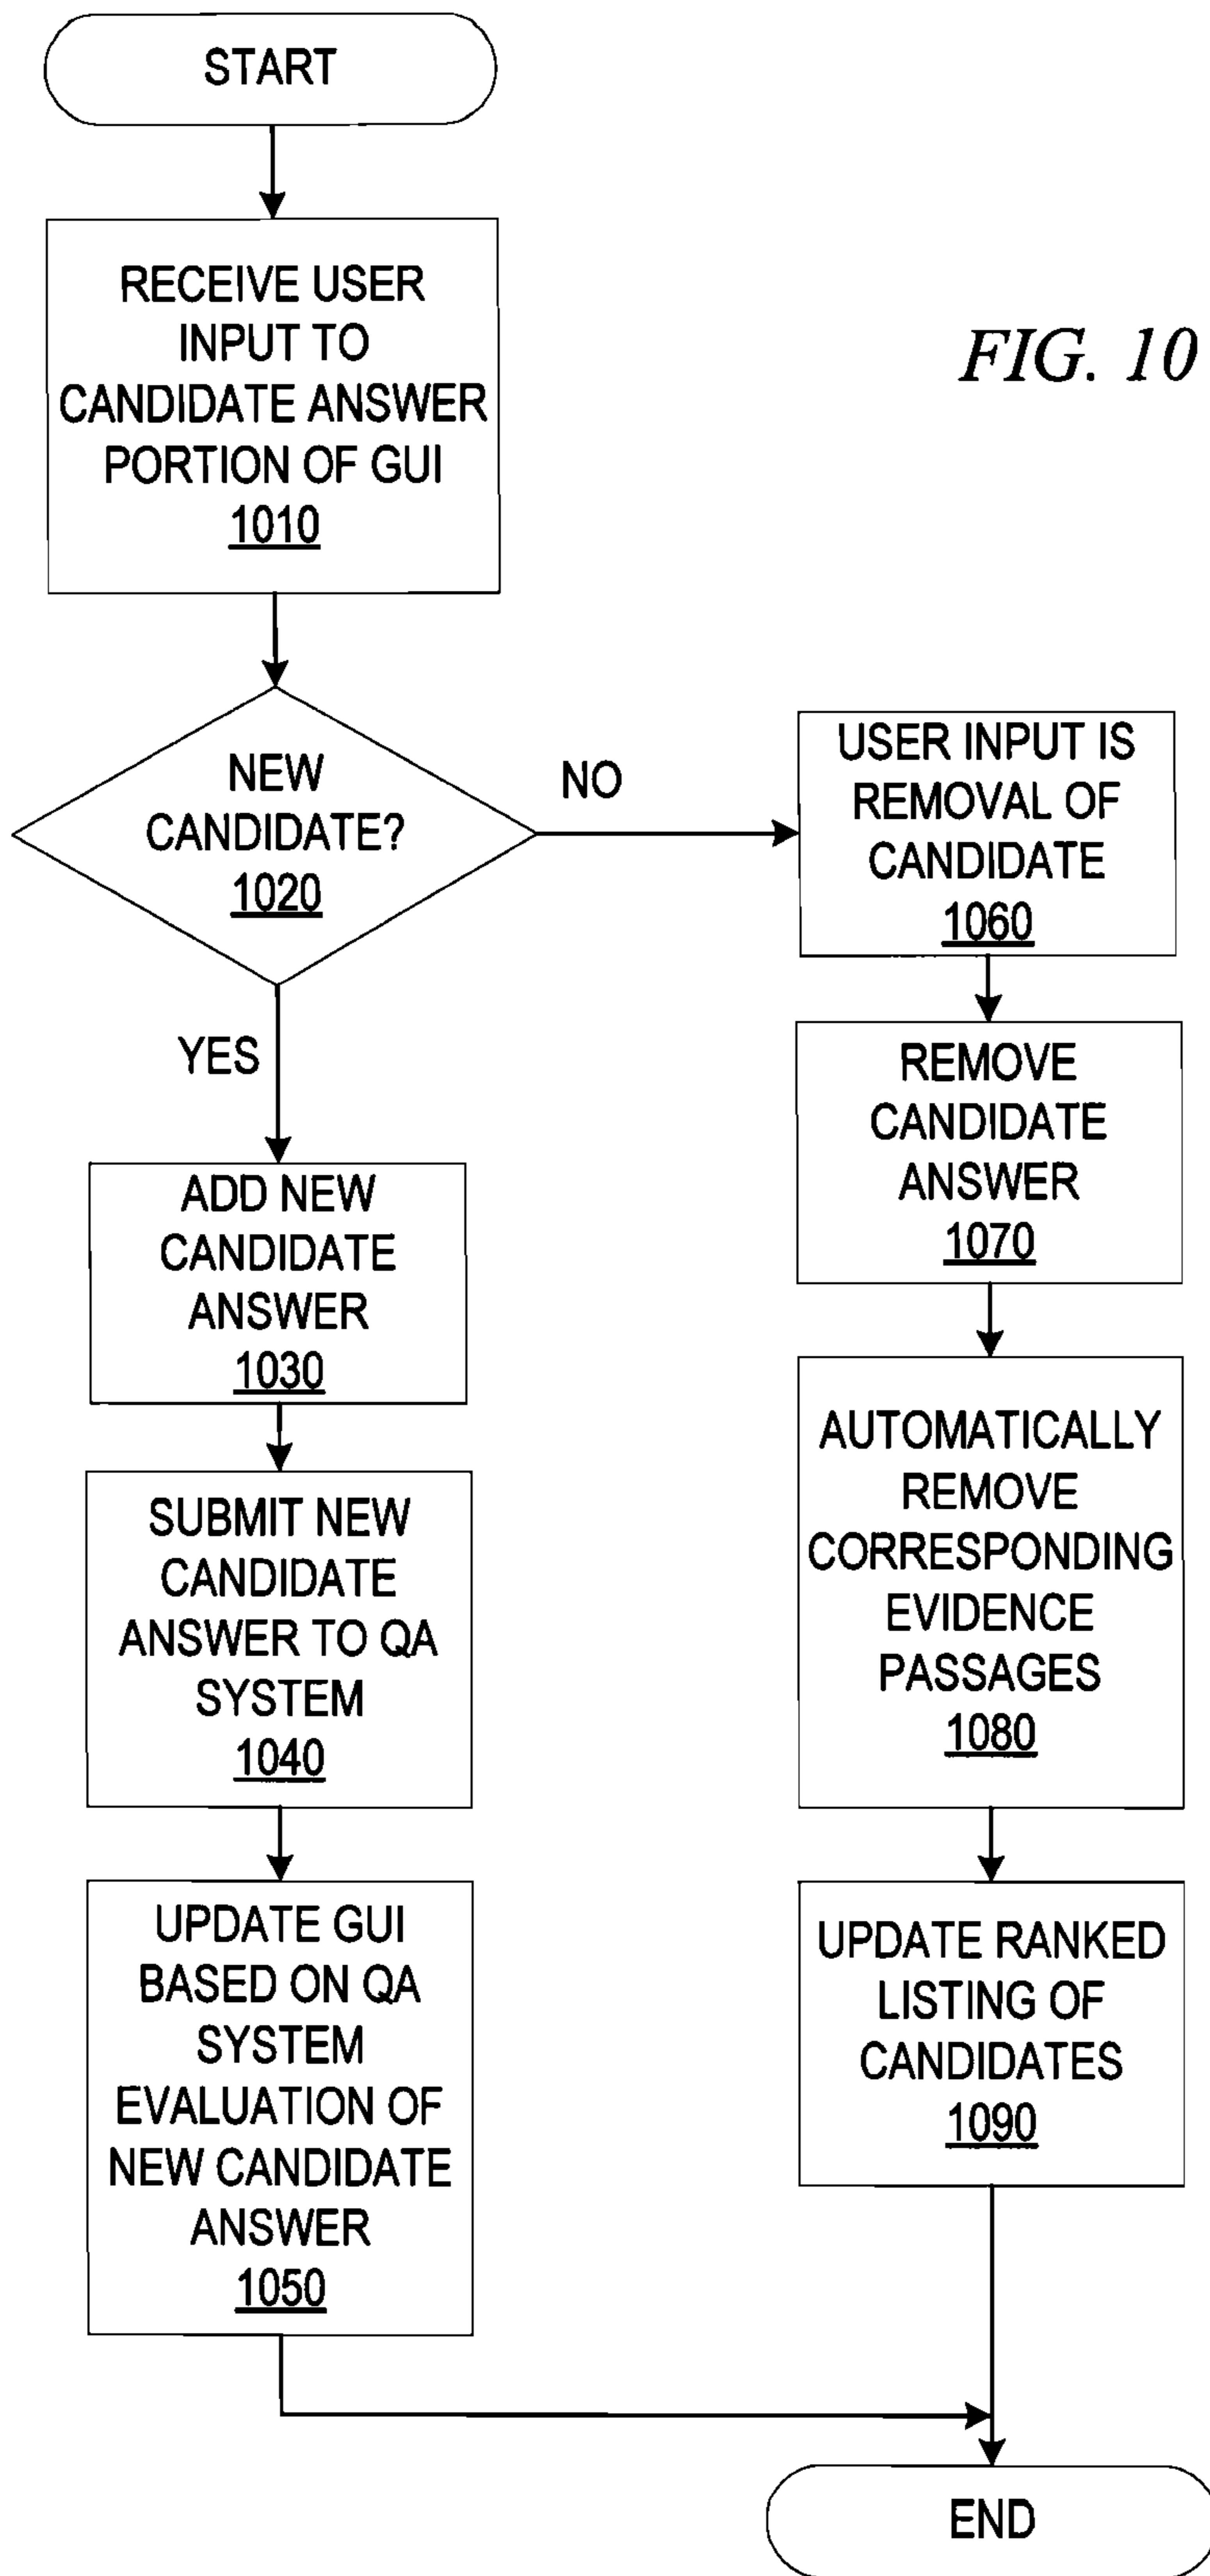 START
RECEIVE USER
INPUT TO
CANDIDATE ANSWER
PORTION OF GUI
1010
FIG. 10
NEW
CANDIDATE?
1020
NO
YES
USER INPUT IS
REMOVAL OF
CANDIDATE
1060
REMOVE
CANDIDATE
ANSWER
1070
ADD NEW
CANDIDATE
ANSWER
1030
AUTOMATICALLY
REMOVE
CORRESPONDING
EVIDENCE
PASSAGES
1080
SUBMIT NEW
CANDIDATE
ANSWER TO QA
SYSTEM
1040
UPDATE GUI
BASED ON QA
SYSTEM
EVALUATION OF
NEW CANDIDATE
ANSWER
1050
UPDATE RANKED
LISTING OF
CANDIDATES
1090
END